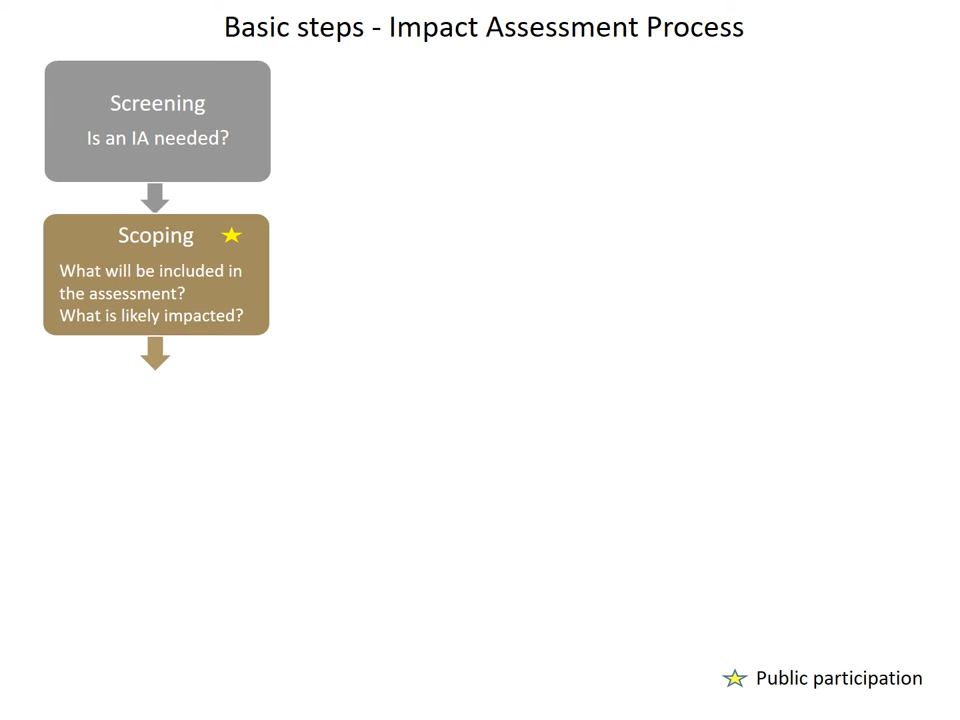 Basic steps - Impact Assessment Process
Screening
Is an IA needed?
Scoping
What will be included in
the assessment?
What is likely impacted?
Public participation